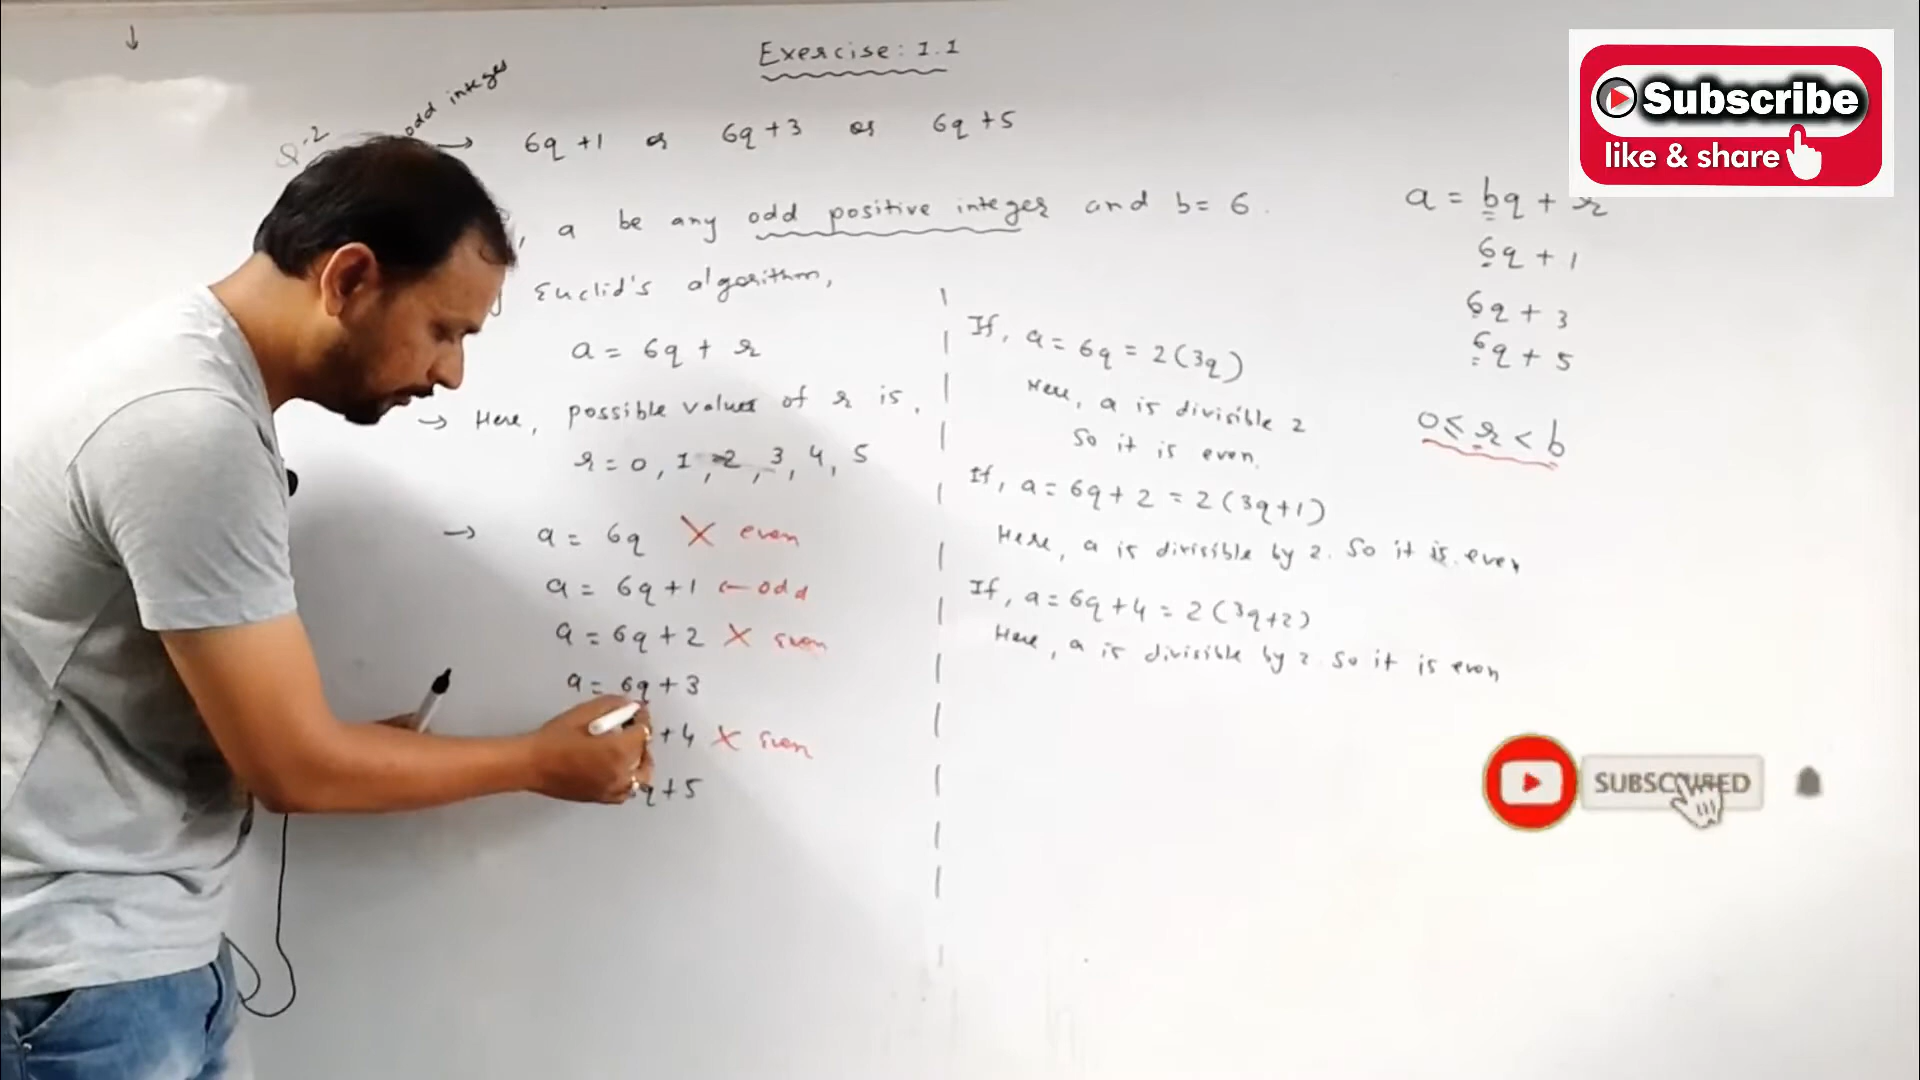 Exercise: 1.1
Q-2
odd integer
→ 6q + 1 or 6q + 3 or 6q + 5
, a be any odd positive integer and b = 6.
Euclid's algorithm,
a = 6q + r
→ Here, possible values of r is,
r = 0, 1, 2, 3, 4, 5
→ a = 6q X even
a = 6q + 1 ← odd
a = 6q + 2 X even
a = 6q + 3
+ 4 X even
q + 5
If, a = 6q = 2(3q)
Here, a is divisible 2
So it is even.
If, a = 6q + 2 = 2(3q+1)
Here, a is divisible by 2. So it is even
If, a = 6q + 4 = 2(3q+2)
Here, a is divisible by 2. So it is even
a = bq + r
6q + 1
6q + 3
6q + 5
0 ≤ r < b
Subscribe
like & share
SUBSCRIBED